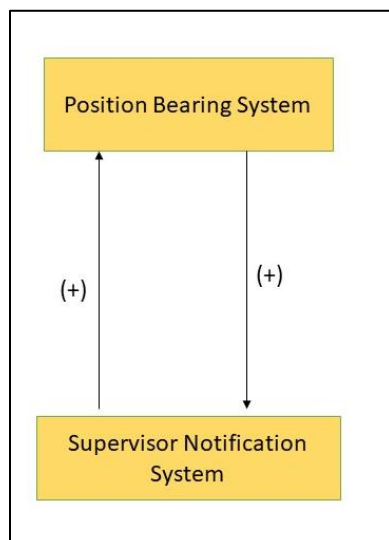 Position Bearing System
(+)
(+)
Supervisor Notification
System